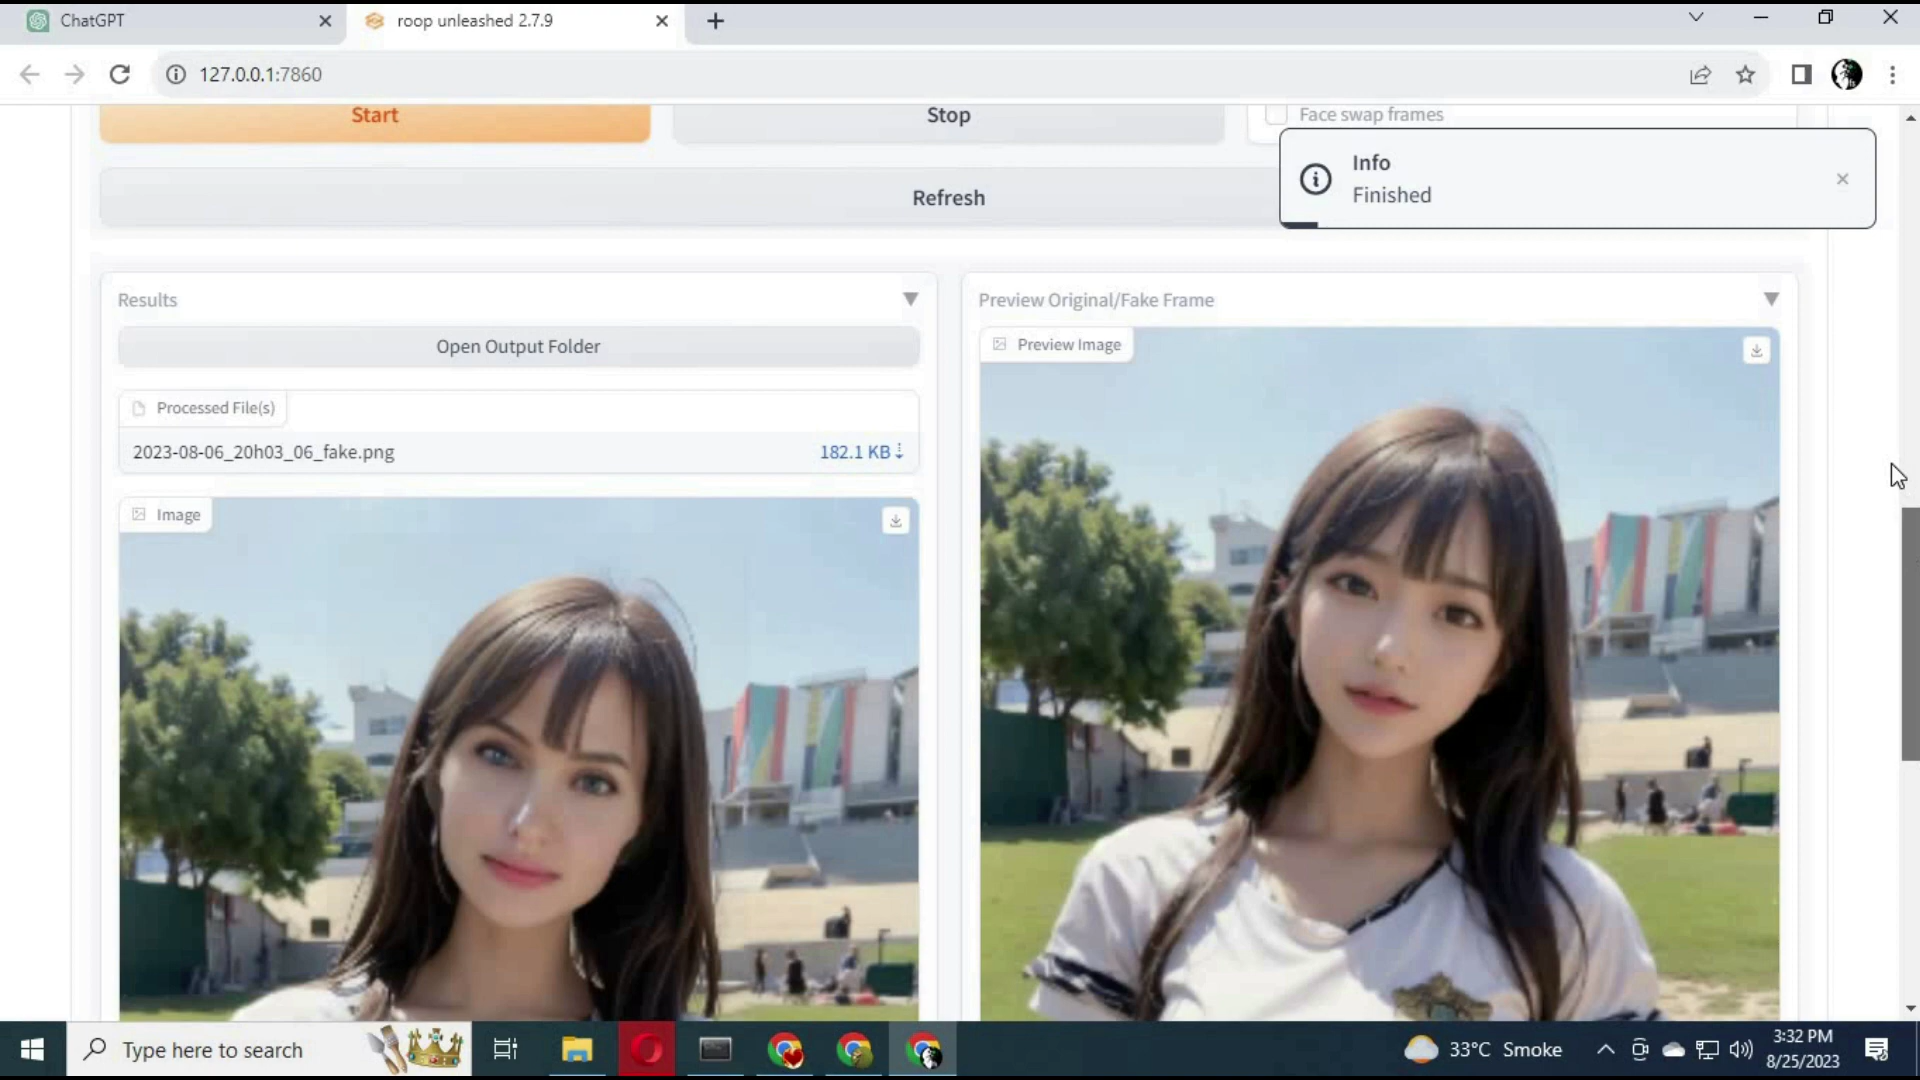 ChatGPT
roop unleashed 2.7.9
127.0.0.1:7860
Start
Stop
Face swap frames
Info
Finished
Refresh
Results
Open Output Folder
Processed File(s)
2023-08-06_20h03_06_fake.png
182.1 KB
Image
Preview Original/Fake Frame
Preview Image
Type here to search
33°C Smoke
3:32 PM
8/25/2023